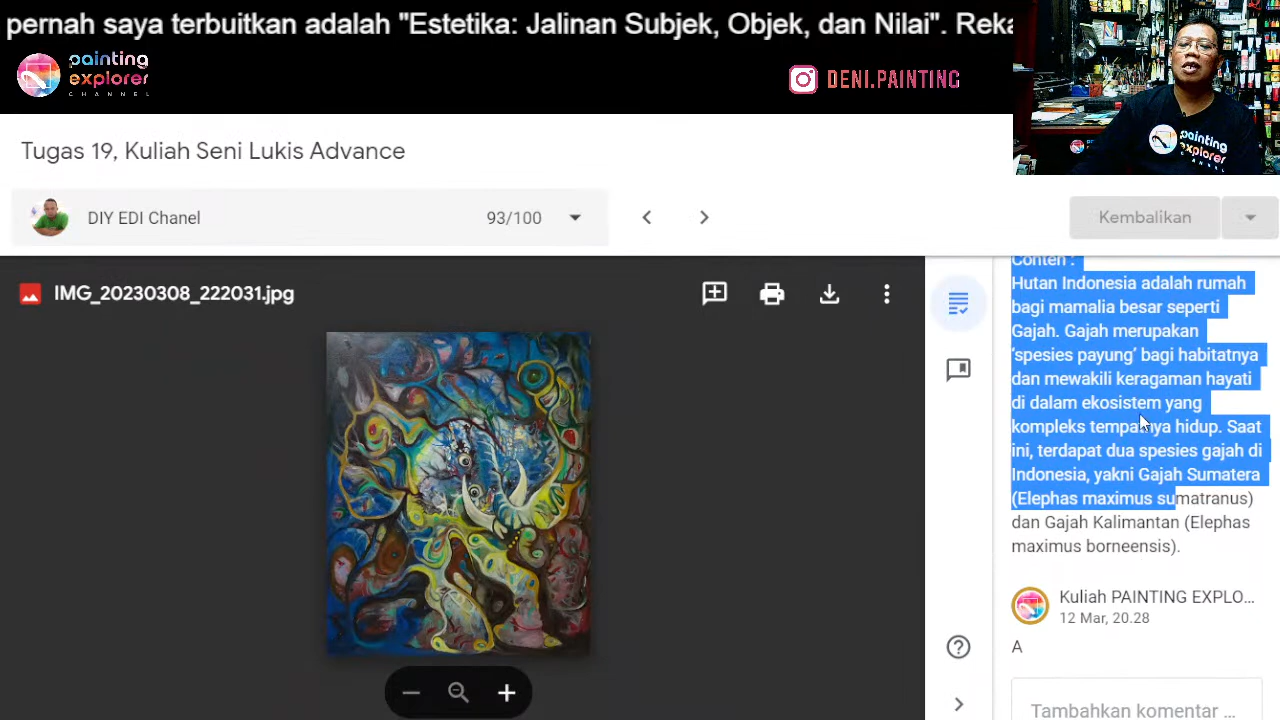 pernah saya terbuitkan adalah "Estetika: Jalinan Subjek, Objek, dan Nilai". Reka
painting
explorer
CHANNEL
DENI.PAINTING
painting
explorer
CHANNEL
Tugas 19, Kuliah Seni Lukis Advance
DIY EDI Chanel
93/100
Kembalikan
IMG_20230308_222031.jpg
Conten :
Hutan Indonesia adalah rumah
bagi mamalia besar seperti
Gajah. Gajah merupakan
‘spesies payung’ bagi habitatnya
dan mewakili keragaman hayati
di dalam ekosistem yang
kompleks tempatnya hidup. Saat
ini, terdapat dua spesies gajah di
Indonesia, yakni Gajah Sumatera
(Elephas maximus sumatranus)
dan Gajah Kalimantan (Elephas
maximus borneensis).
Kuliah PAINTING EXPLO...
12 Mar, 20.28
A
Tambahkan komentar ...